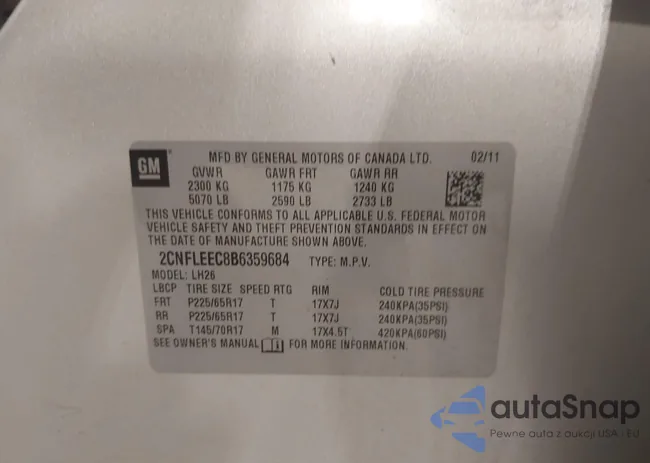 GM
MFD BY GENERAL MOTORS OF CANADA LTD. 02/11
GVWR GAWR FRT GAWR RR
2300 KG 1175 KG 1240 KG
5070 LB 2590 LB 2733 LB
THIS VEHICLE CONFORMS TO ALL APPLICABLE U.S. FEDERAL MOTOR
VEHICLE SAFETY AND THEFT PREVENTION STANDARDS IN EFFECT ON
THE DATE OF MANUFACTURE SHOWN ABOVE.
2CNFLEEC8B6359684 TYPE: M.P.V.
MODEL: LH26
LBCP TIRE SIZE SPEED RTG RIM COLD TIRE PRESSURE
FRT P225/65R17 T 17X7J 240KPA(35PSI)
RR P225/65R17 T 17X7J 240KPA(35PSI)
SPA T145/70R17 M 17X4.5T 420KPA(60PSI)
SEE OWNER'S MANUAL FOR MORE INFORMATION.
autaSnap
Pewne auta z aukcji USA - EU